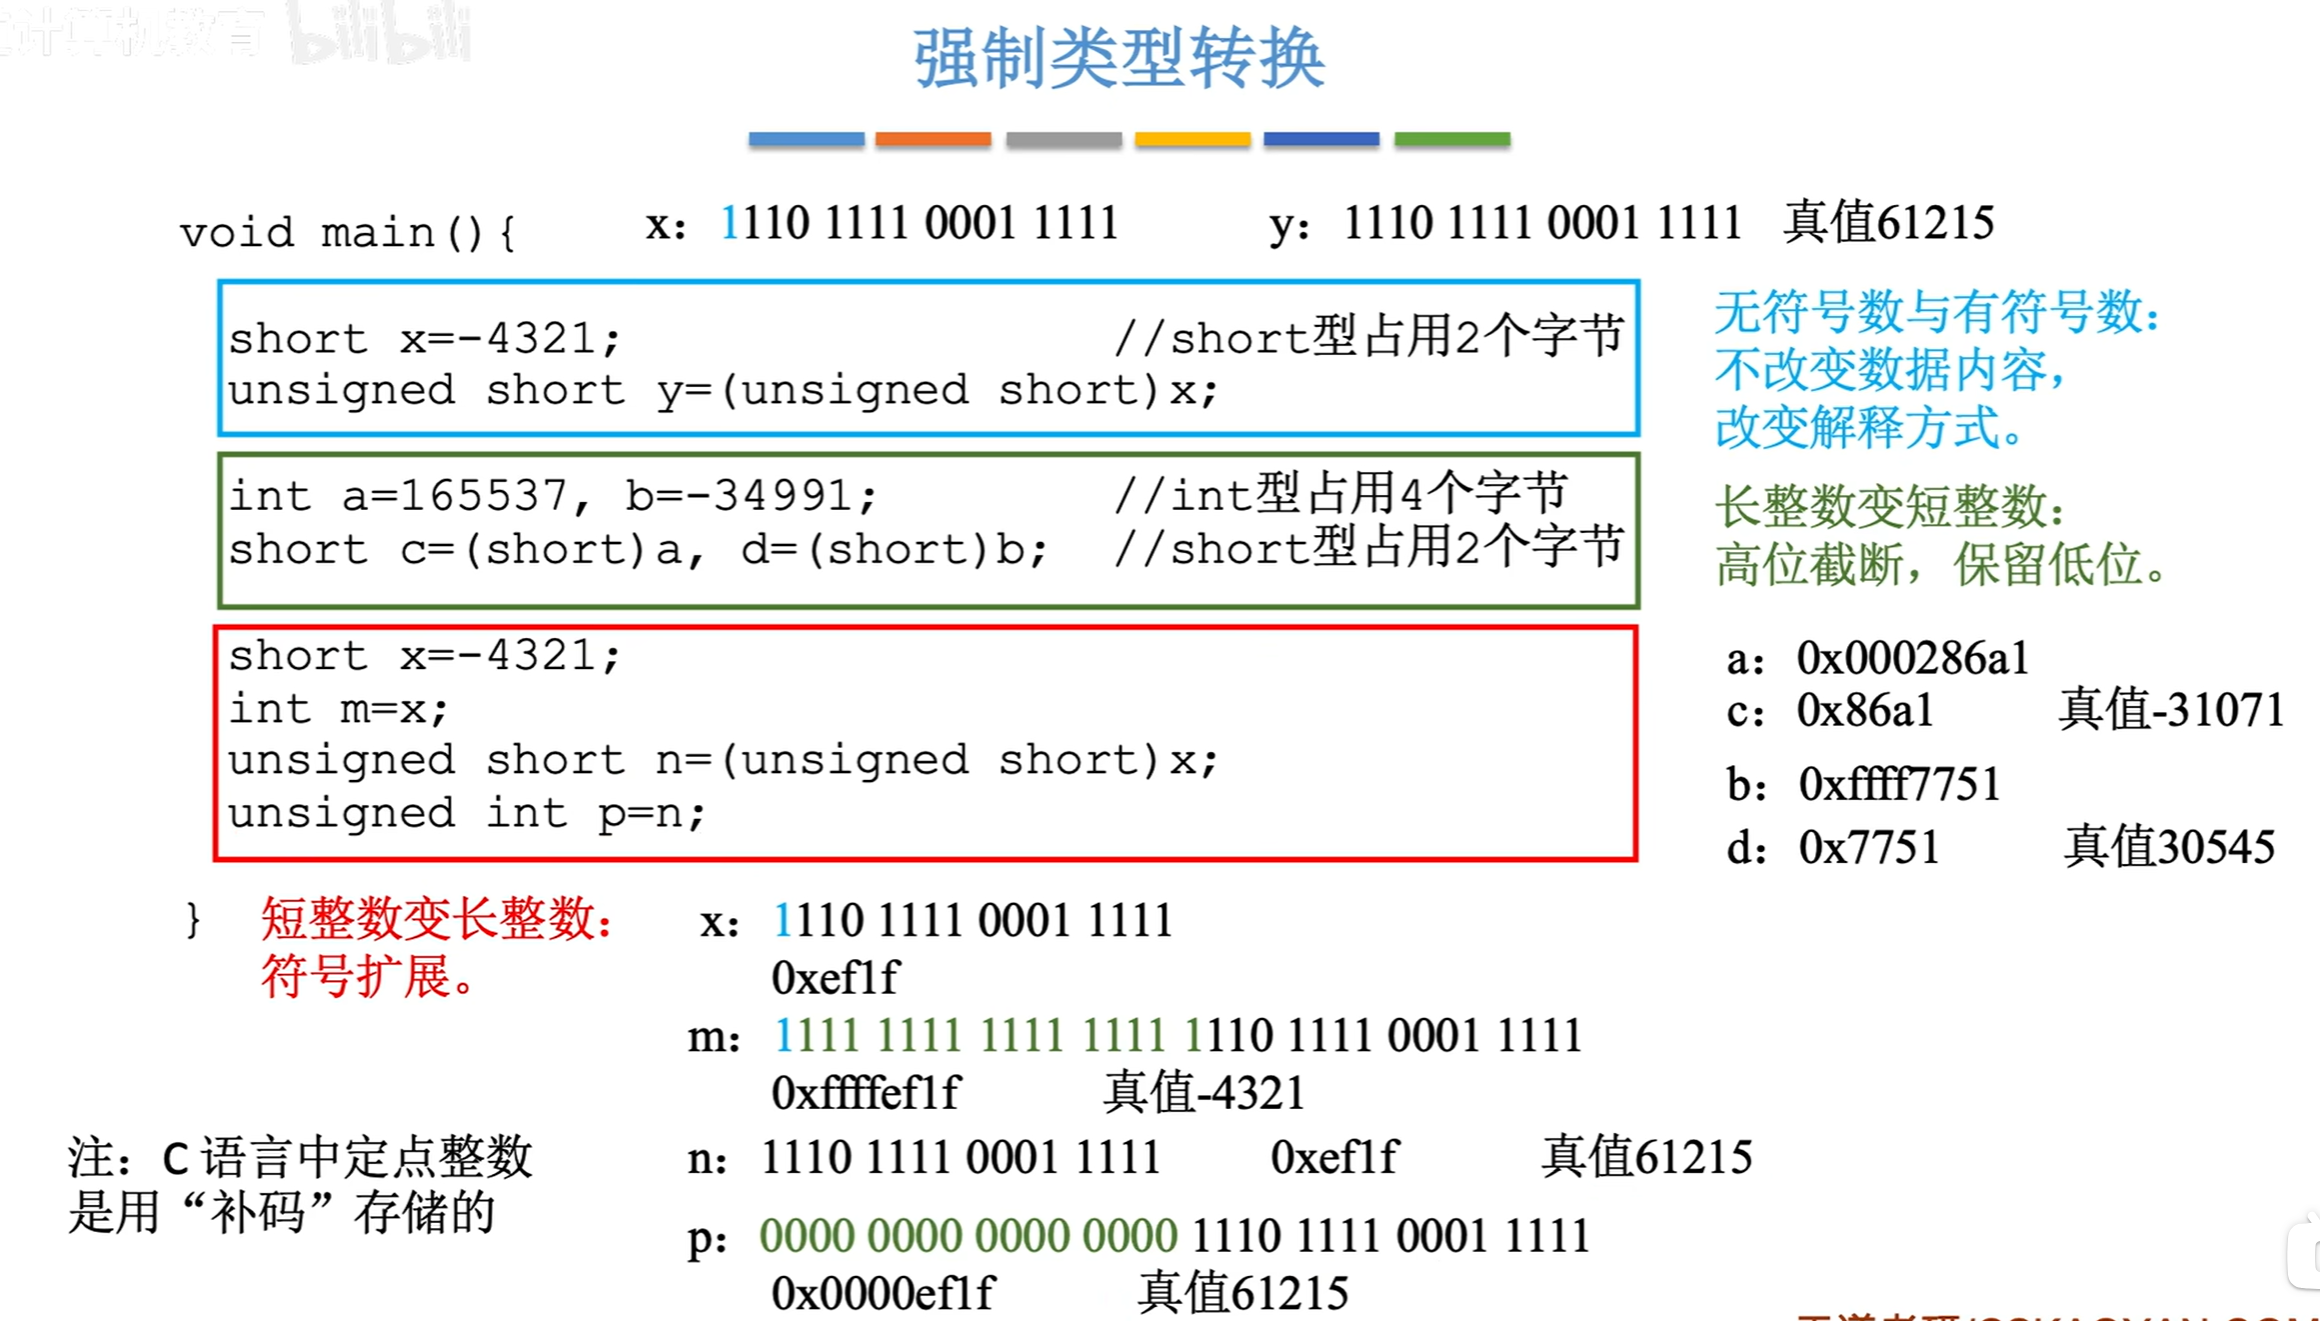 计算机教育 bilibili
强制类型转换
void main(){
x：1110 1111 0001 1111
y：1110 1111 0001 1111 真值61215
short x=-4321; //short型占用2个字节
unsigned short y=(unsigned short)x;
无符号数与有符号数：
不改变数据内容，
改变解释方式。
int a=165537, b=-34991; //int型占用4个字节
short c=(short)a, d=(short)b; //short型占用2个字节
长整数变短整数：
高位截断，保留低位。
short x=-4321;
int m=x;
unsigned short n=(unsigned short)x;
unsigned int p=n;
a：0x000286a1
c：0x86a1 真值-31071
b：0xffff7751
d：0x7751 真值30545
}
短整数变长整数：
符号扩展。
x：1110 1111 0001 1111
0xef1f
m：1111 1111 1111 1111 1110 1111 0001 1111
0xffffef1f 真值-4321
n：1110 1111 0001 1111 0xef1f 真值61215
p：0000 0000 0000 0000 1110 1111 0001 1111
0x0000ef1f 真值61215
注：C 语言中定点整数
是用“补码”存储的